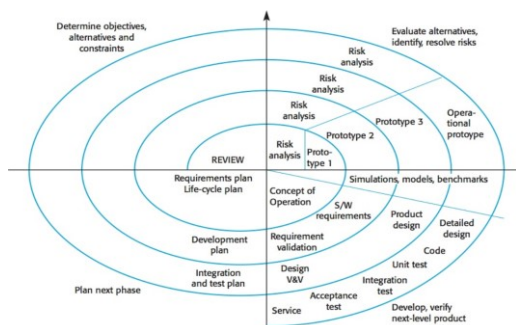 Determine objectives,
alternatives and
constraints
Evaluate alternatives,
identify, resolve risks
Risk
analysis
Risk
analysis
Risk
analysis
Risk
analysis
Proto-
type 1
Prototype 2
Prototype 3
Opera-
tional
protoype
REVIEW
Requirements plan
Life-cycle plan
Simulations, models, benchmarks
Concept of
Operation
S/W
requirements
Product
design
Detailed
design
Development
plan
Requirement
validation
Code
Unit test
Integration
and test plan
Design
V&V
Integration
test
Acceptance
test
Service
Plan next phase
Develop, verify
next-level product